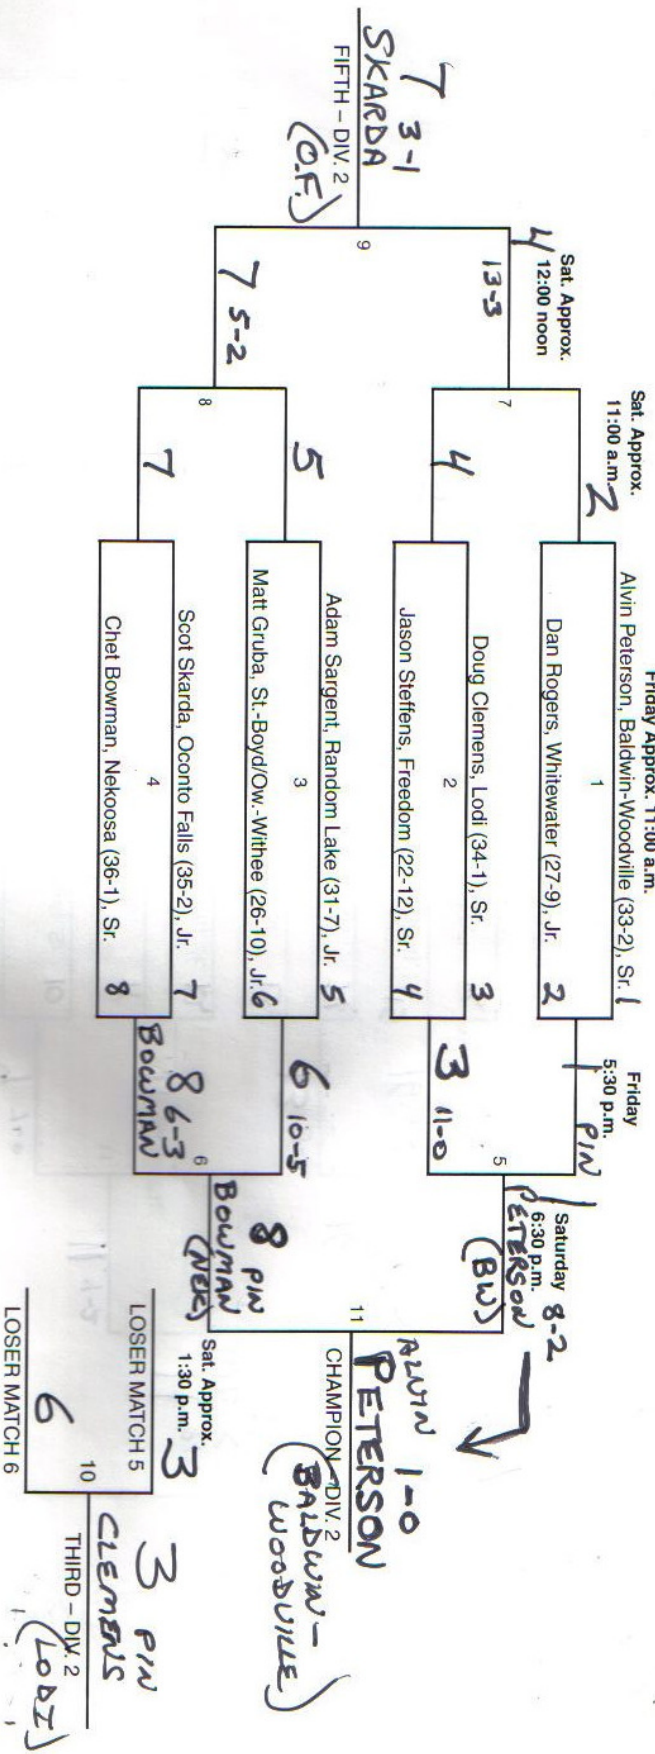 Friday Approx. 11:00 a.m.
Sat. Approx.
11:00 a.m.
2
Sat. Approx.
12:00 noon
4
13-3
7
4
5
7
8
7 5-2
9
7 3-1
SKARDA
FIFTH – DIV. 2
(O.F.)
Alvin Peterson, Baldwin-Woodville (33-2), Sr. 1
1
Dan Rogers, Whitewater (27-9), Jr. 2
Doug Clemens, Lodi (34-1), Sr. 3
2
Jason Steffens, Freedom (22-12), Sr. 4
Adam Sargent, Random Lake (31-7), Jr. 5
3
Matt Gruba, St.-Boyd/Ow.-Withee (26-10), Jr. 6
Scot Skarda, Oconto Falls (35-2), Jr. 7
4
Chet Bowman, Nekoosa (36-1), Sr. 8
Friday
5:30 p.m.
1 PIN
5
3 11-0
6 10-5
6
8 6-3
BOWMAN
Saturday
6:30 p.m.
1 8-2
PETERSON
(BW)
8 PIN
BOWMAN
(NEK)
11
ALVIN 1-0
PETERSON
CHAMPION – DIV. 2
(BALDWIN-
WOODVILLE)
Sat. Approx.
1:30 p.m.
3
LOSER MATCH 5
10
6
LOSER MATCH 6
3 PIN
CLEMENS
THIRD – DIV. 2
(LODI)